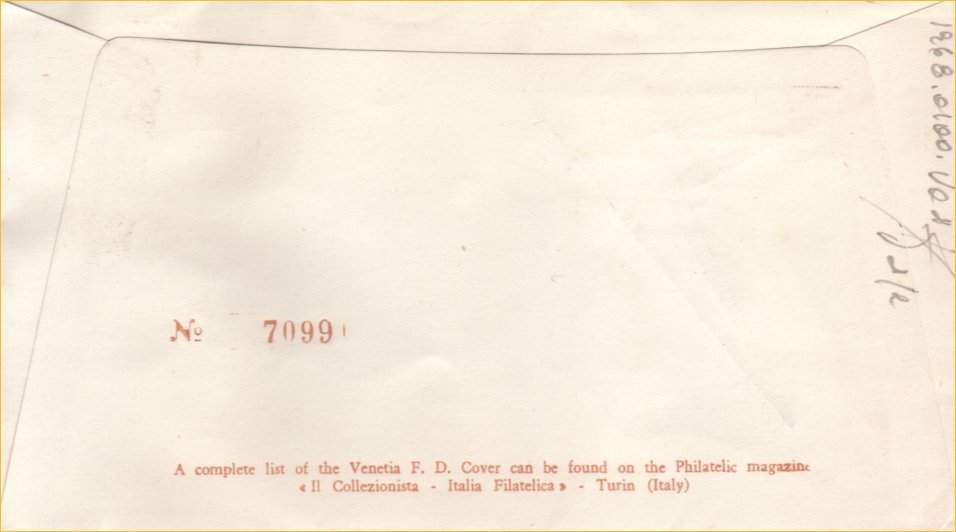 № 7099
A complete list of the Venetia F. D. Cover can be found on the Philatelic magazine
« Il Collezionista - Italia Filatelica » - Turin (Italy)
1968.0100.